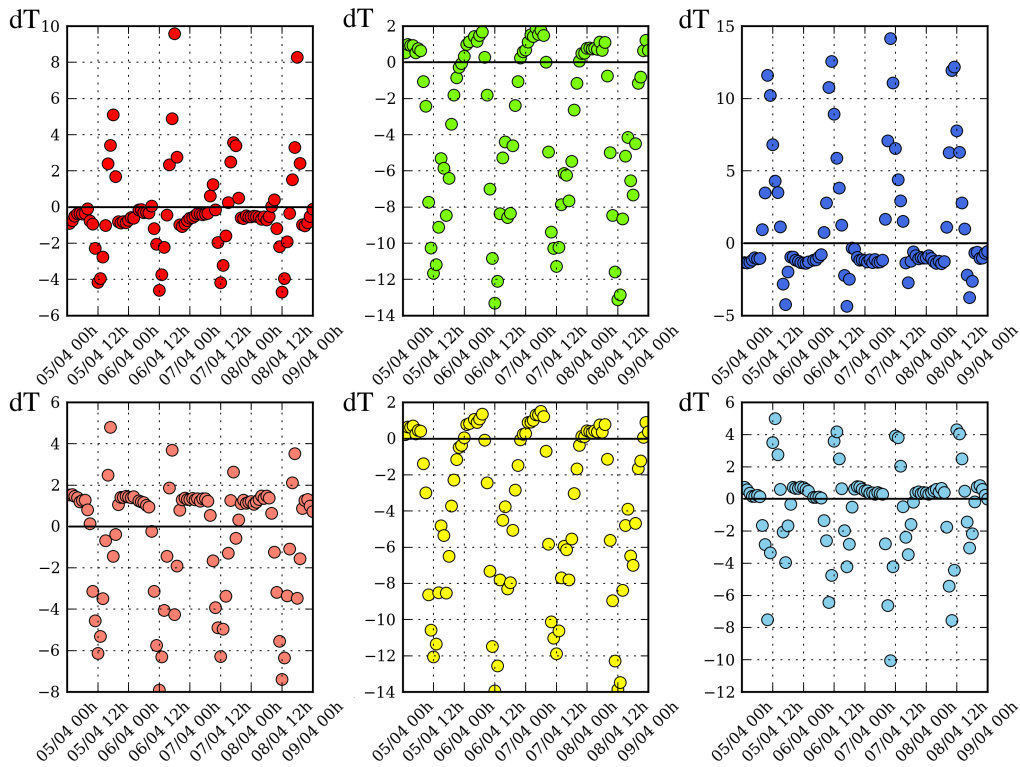 dT dT dT
10 2 15
8 0 10
6 −2 5
4 −4 0
2 −6 −5
0 −8
−2 −10
−4 −12
−6 −14
05/04 00h 05/04 12h 06/04 00h 06/04 12h 07/04 00h 07/04 12h 08/04 00h 08/04 12h 09/04 00h
05/04 00h 05/04 12h 06/04 00h 06/04 12h 07/04 00h 07/04 12h 08/04 00h 08/04 12h 09/04 00h
05/04 00h 05/04 12h 06/04 00h 06/04 12h 07/04 00h 07/04 12h 08/04 00h 08/04 12h 09/04 00h
dT dT dT
6 2 6
4 0 4
2 −2 2
0 −4 0
−2 −6 −2
−4 −8 −4
−6 −10 −6
−8 −12 −8
−14 −10
−12
05/04 00h 05/04 12h 06/04 00h 06/04 12h 07/04 00h 07/04 12h 08/04 00h 08/04 12h 09/04 00h
05/04 00h 05/04 12h 06/04 00h 06/04 12h 07/04 00h 07/04 12h 08/04 00h 08/04 12h 09/04 00h
05/04 00h 05/04 12h 06/04 00h 06/04 12h 07/04 00h 07/04 12h 08/04 00h 08/04 12h 09/04 00h